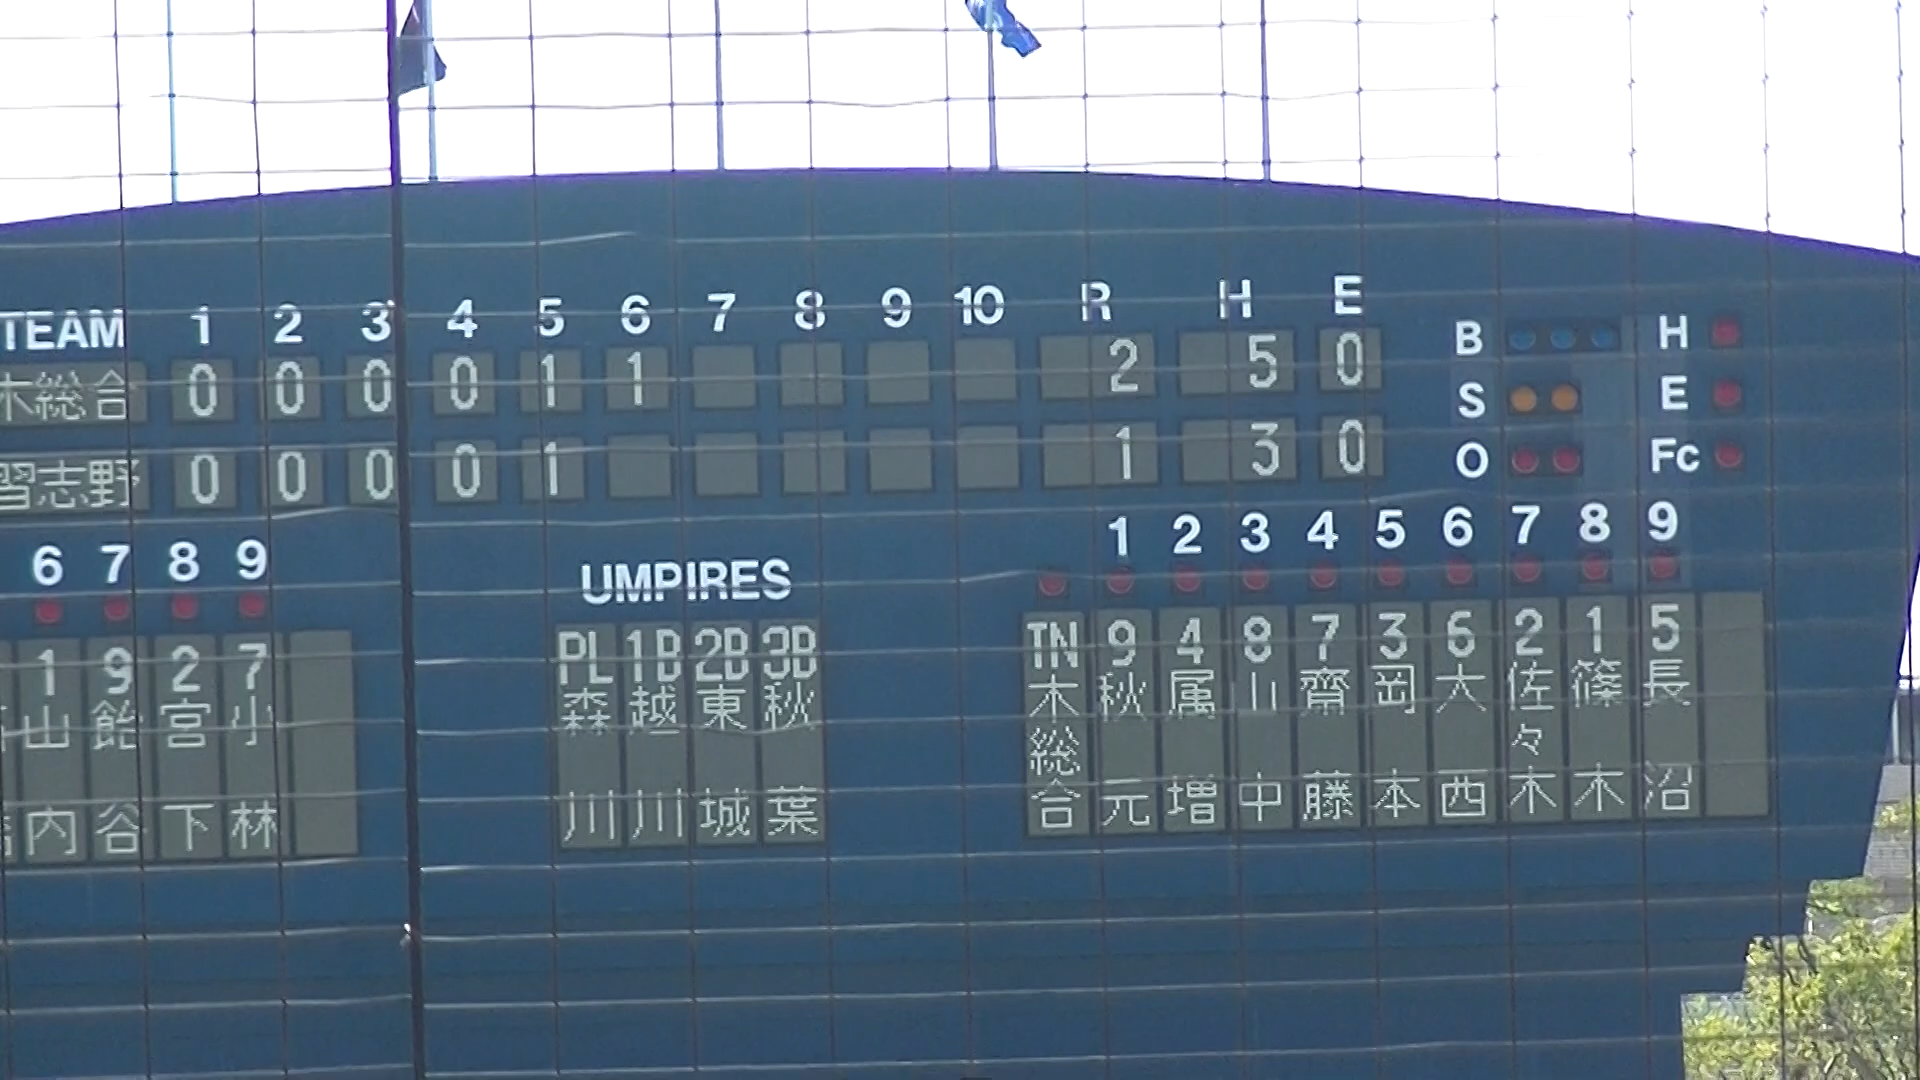 TEAM 1 2 3 4 5 6 7 8 9 10 R H E
木総合 0 0 0 0 1 1 2 5 0
習志野 0 0 0 0 1 1 3 0
B H
S E
O Fc
6 7 8 9
1 9 2 7
山内
飴谷
宮下
小林
UMPIRES
PL 1B 2B 3B
森川
越川
東城
秋葉
1 2 3 4 5 6 7 8 9
TN 9 4 8 7 3 6 2 1 5
木総合
秋元
属増
山中
齋藤
岡本
大西
佐々木
篠木
長沼